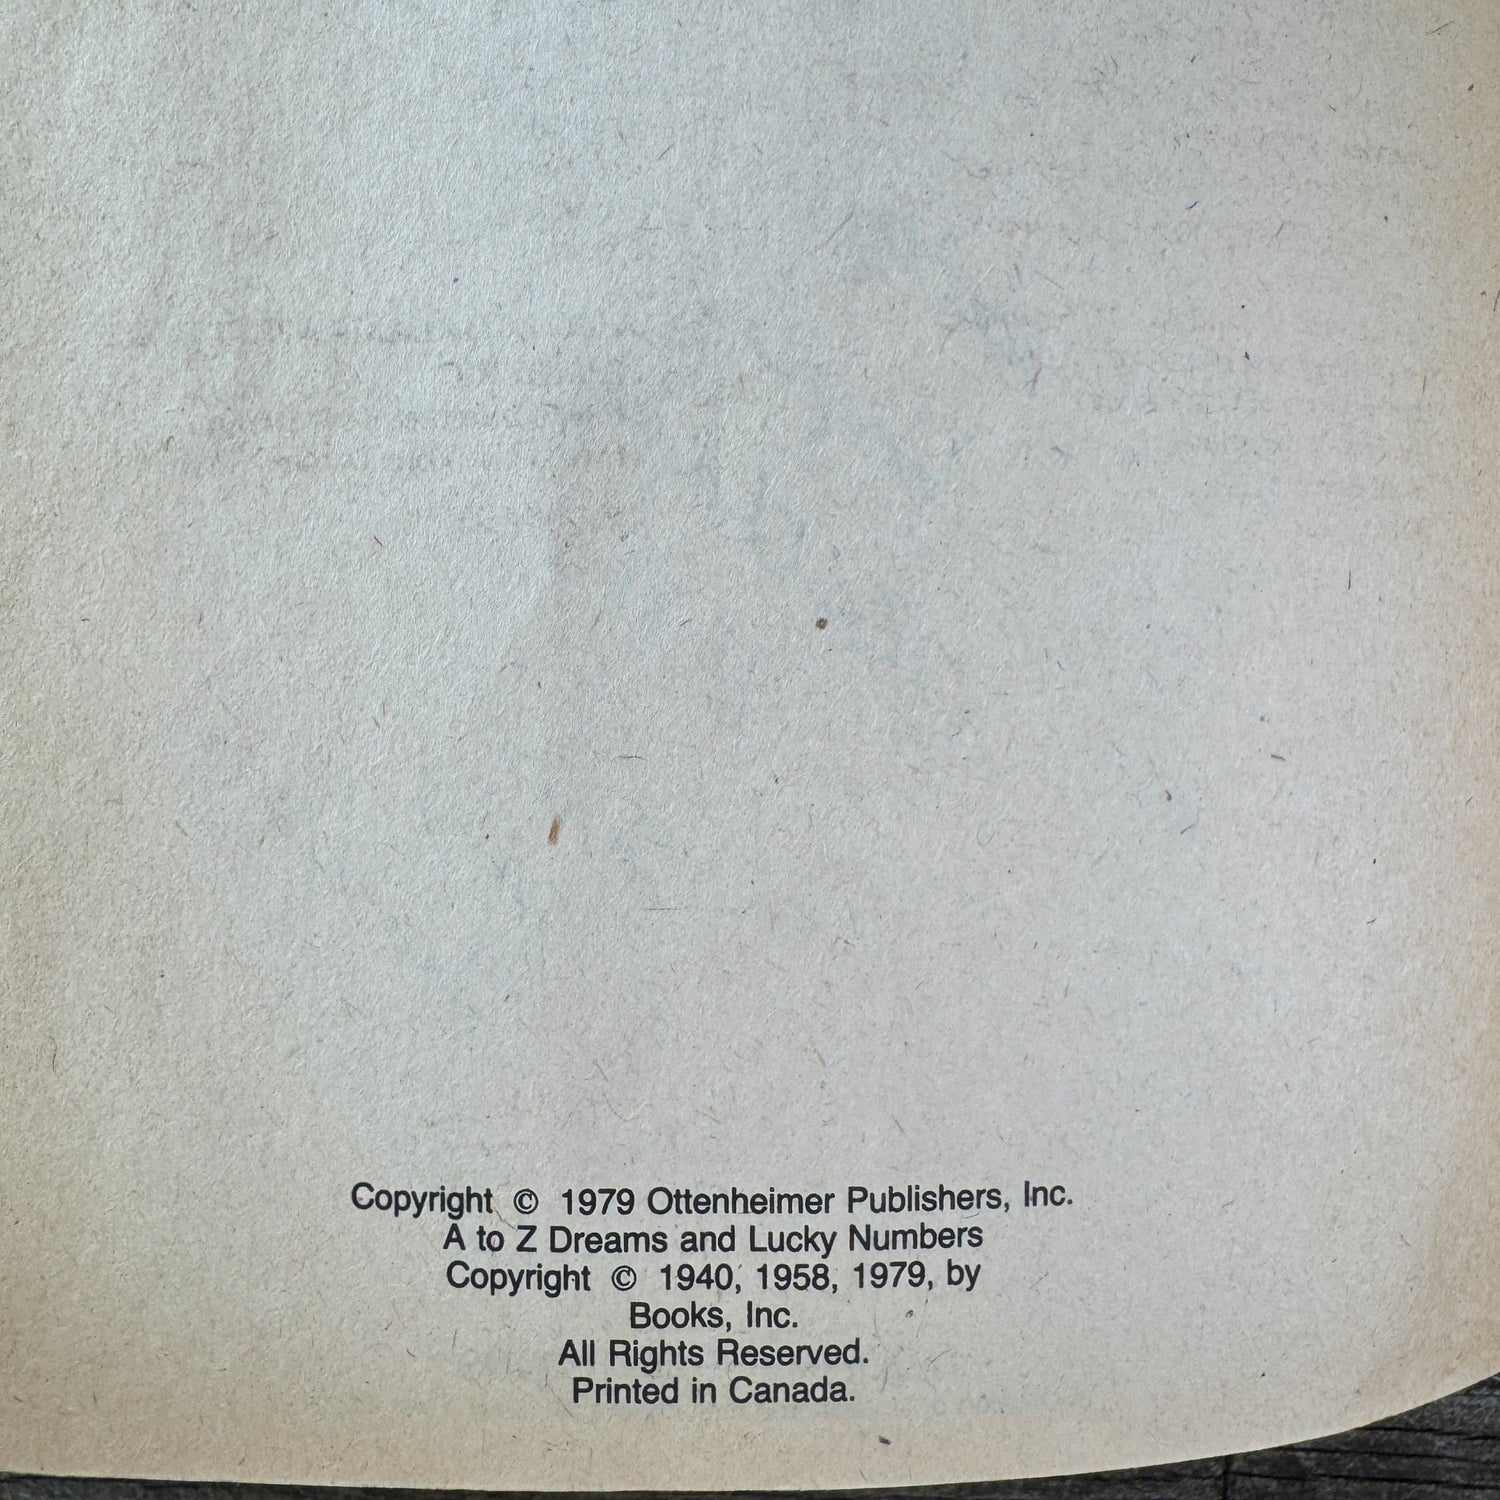 Copyright © 1979 Ottenheimer Publishers, Inc.
A to Z Dreams and Lucky Numbers
Copyright © 1940, 1958, 1979, by
Books, Inc.
All Rights Reserved.
Printed in Canada.